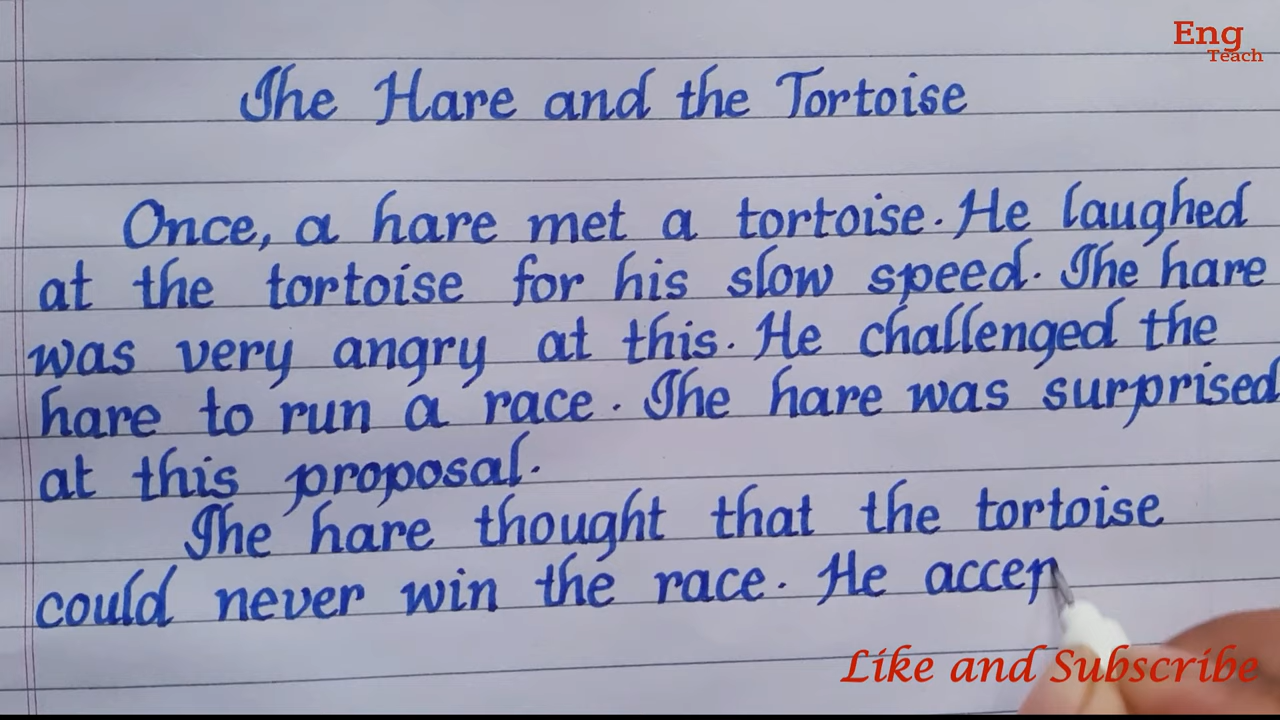 Eng
Teach
The Hare and the Tortoise
Once, a hare met a tortoise. He laughed
at the tortoise for his slow speed. The hare
was very angry at this. He challenged the
hare to run a race. The hare was surprised
at this proposal.
The hare thought that the tortoise
could never win the race. He accep
Like and Subscribe